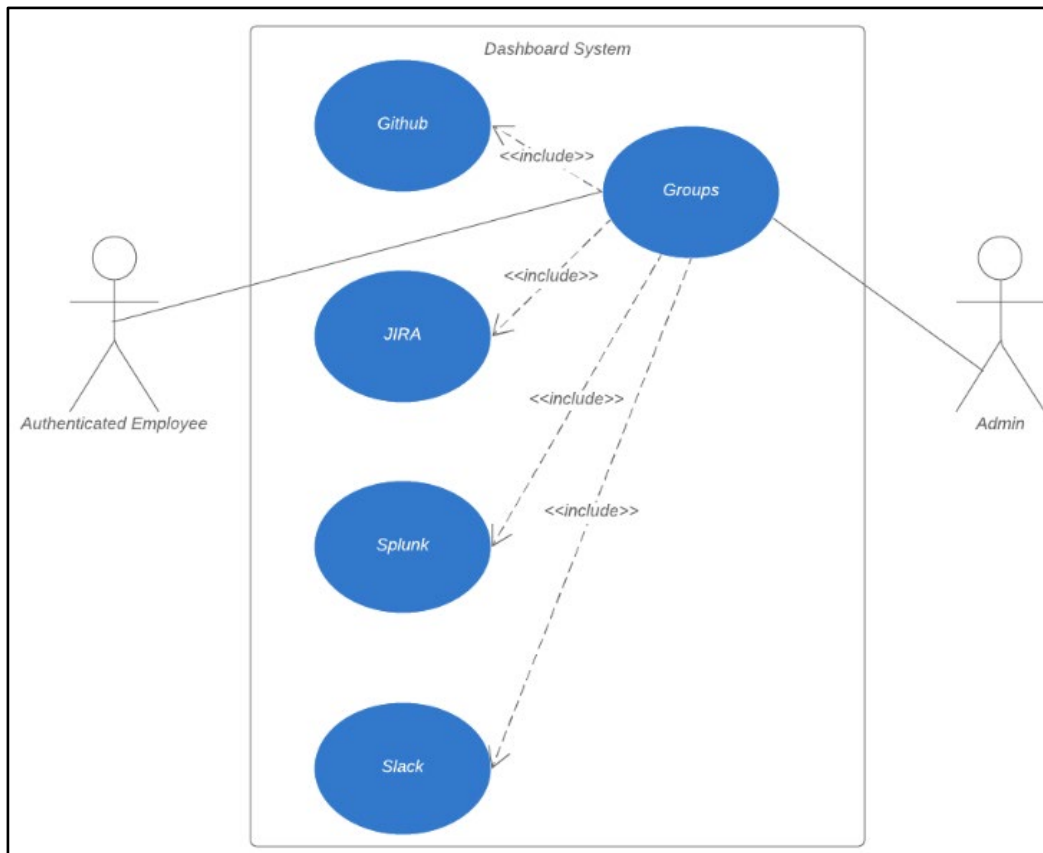 Dashboard System
Github
<<include>>
Groups
<<include>>
JIRA
<<include>>
Authenticated Employee
Admin
<<include>>
Splunk
Slack